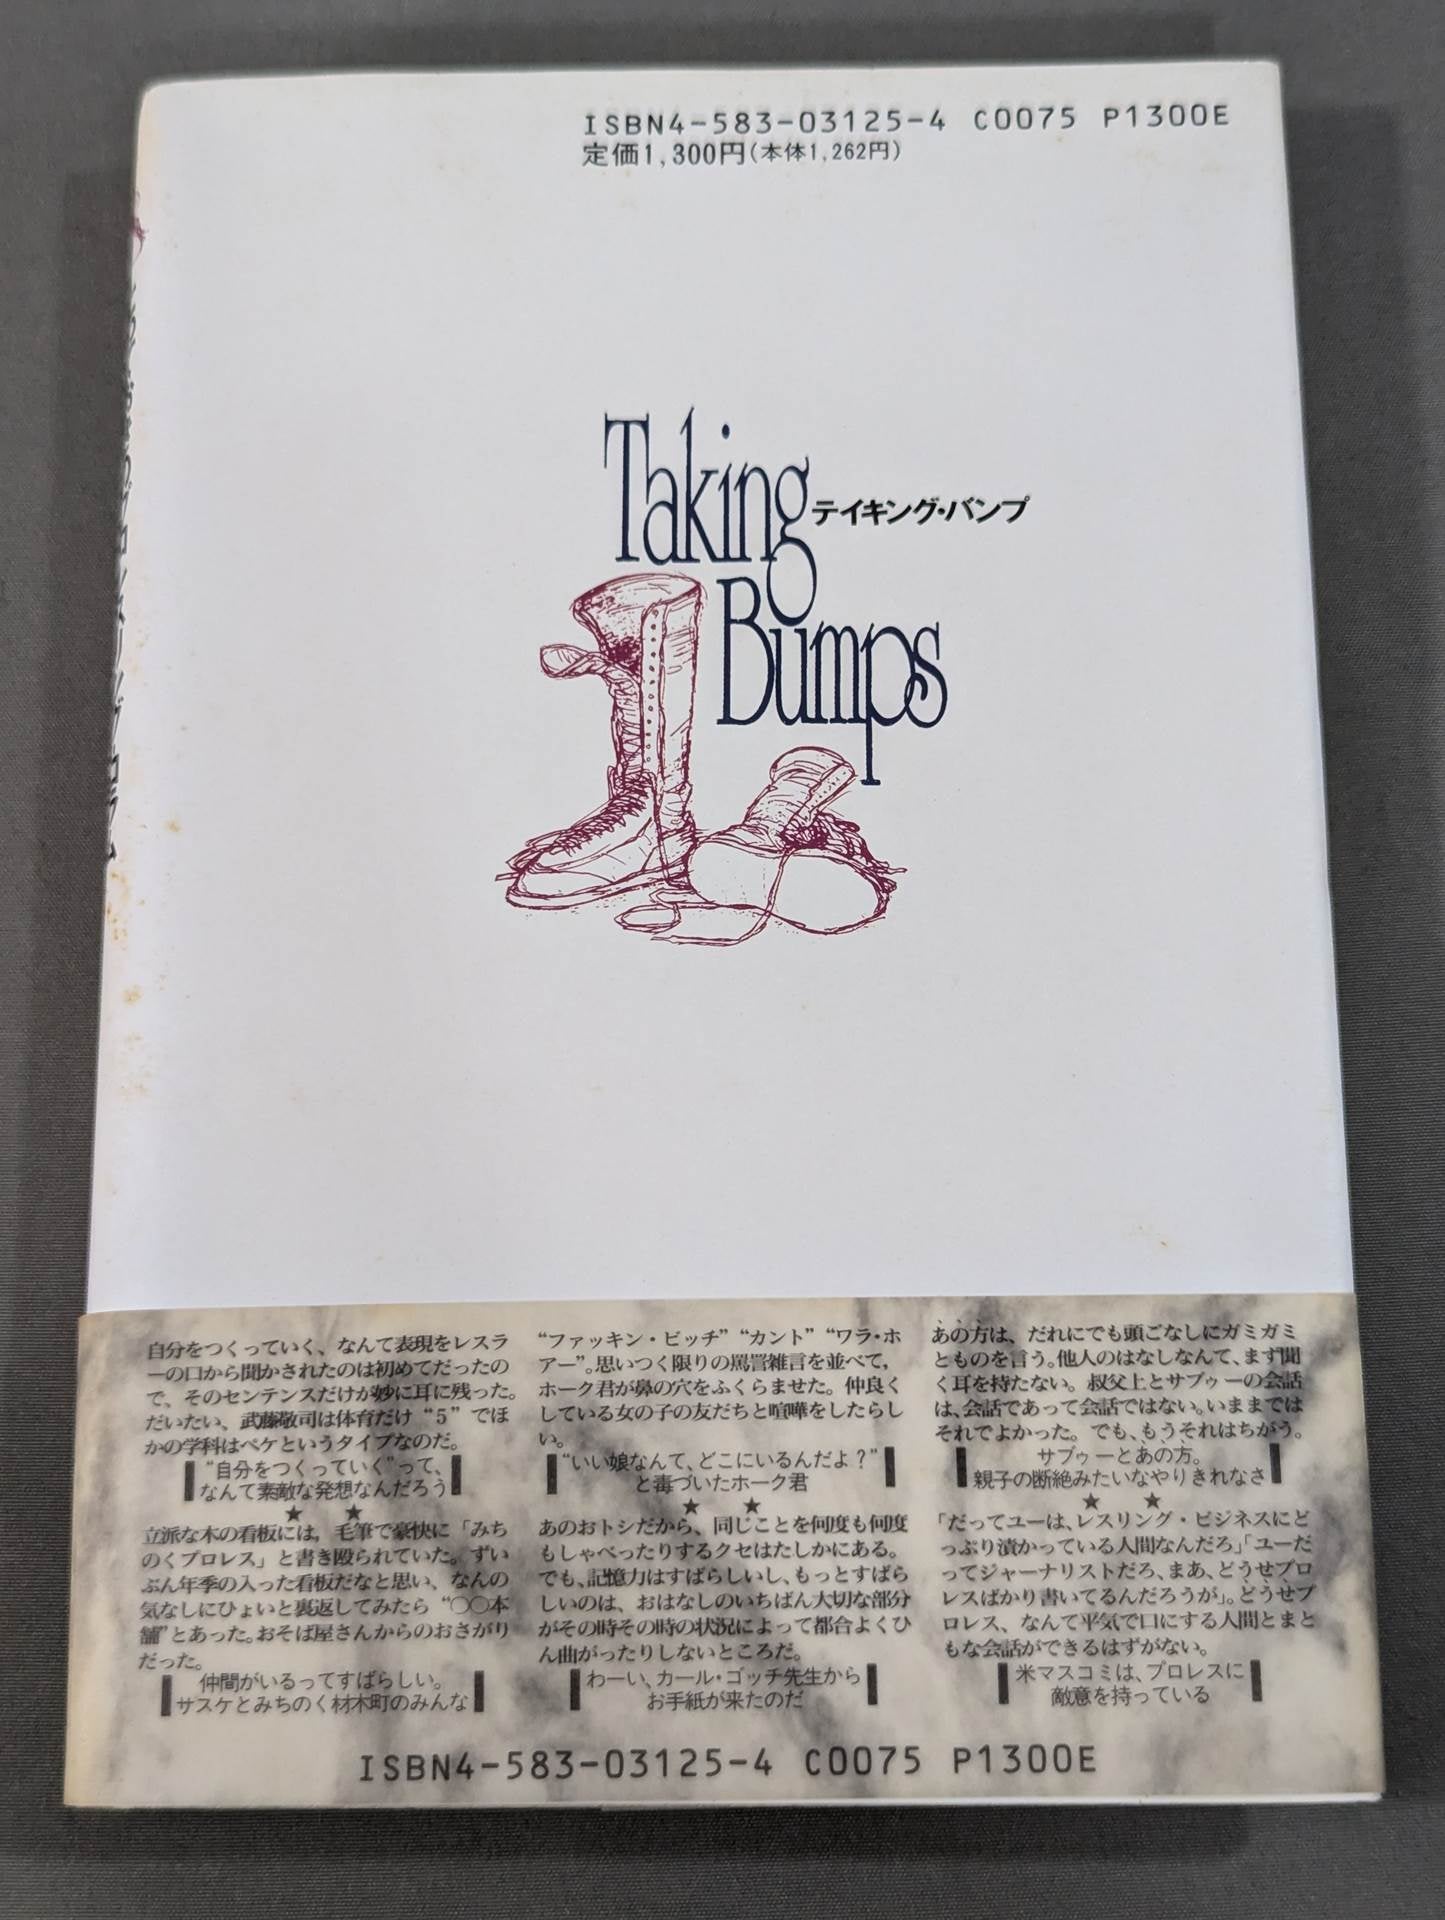 ISBN4-583-03125-4 C0075 P1300E
定価1,300円(本体1,262円)
Taking
テイキング・バンプ
Bumps
自分をつくっていく、なんて表現をレスラ
ーの口から聞かされたのは初めてだったの
で、そのセンテンスだけが妙に耳に残った。
だいたい、武藤敬司は体育だけ“5”でほ
かの学科はペケというタイプなのだ。
“自分をつくっていく”って、
なんて素敵な発想なんだろう
★ ★
立派な木の看板には，毛筆で豪快に「みち
のくプロレス」と書き殴られていた。ずい
ぶん年季の入った看板だなと思い、なんの
気なしにひょいと裏返してみたら“〇〇本
舗”とあった。おそば屋さんからのおさがり
だった。
仲間がいるってすばらしい。
サスケとみちのく材木町のみんな
“ファッキン・ビッチ”“カント”“ワラ・ホ
アー”。思いつく限りの罵詈雑言を並べて，
ホーク君が鼻の穴をふくらませた。仲良く
している女の子の友だちと喧嘩をしたらし
い。
“いい娘なんて、どこにいるんだよ？”
と毒づいたホーク君
★ ★
あのおトシだから、同じことを何度も何度
もしゃべったりするクセはたしかにある。
でも、記憶力はすばらしいし、もっとすばら
しいのは、おはなしのいちばん大切な部分
がその時その時の状況によって都合よくひ
ん曲がったりしないところだ。
わーい、カール・ゴッチ先生から
お手紙が来たのだ
あの方は、だれにでも頭ごなしにガミガミ
とものを言う。他人のはなしなんて、まず聞
く耳を持たない。叔父上とサブゥーの会話
は、会話であって会話ではない。いままでは
それでよかった。でも、もうそれはちがう。
サブゥーとあの方。
親子の断絶みたいなやりきれなさ
★ ★
「だってユーは、レスリング・ビジネスにど
っぷり漬かっている人間なんだろ」「ユーだ
ってジャーナリストだろ、まあ、どうせプロ
レスばかり書いてるんだろうが」。どうせプ
ロレス、なんて平気で口にする人間とまと
もな会話ができるはずがない。
米マスコミは、プロレスに
敵意を持っている
ISBN4-583-03125-4 C0075 P1300E